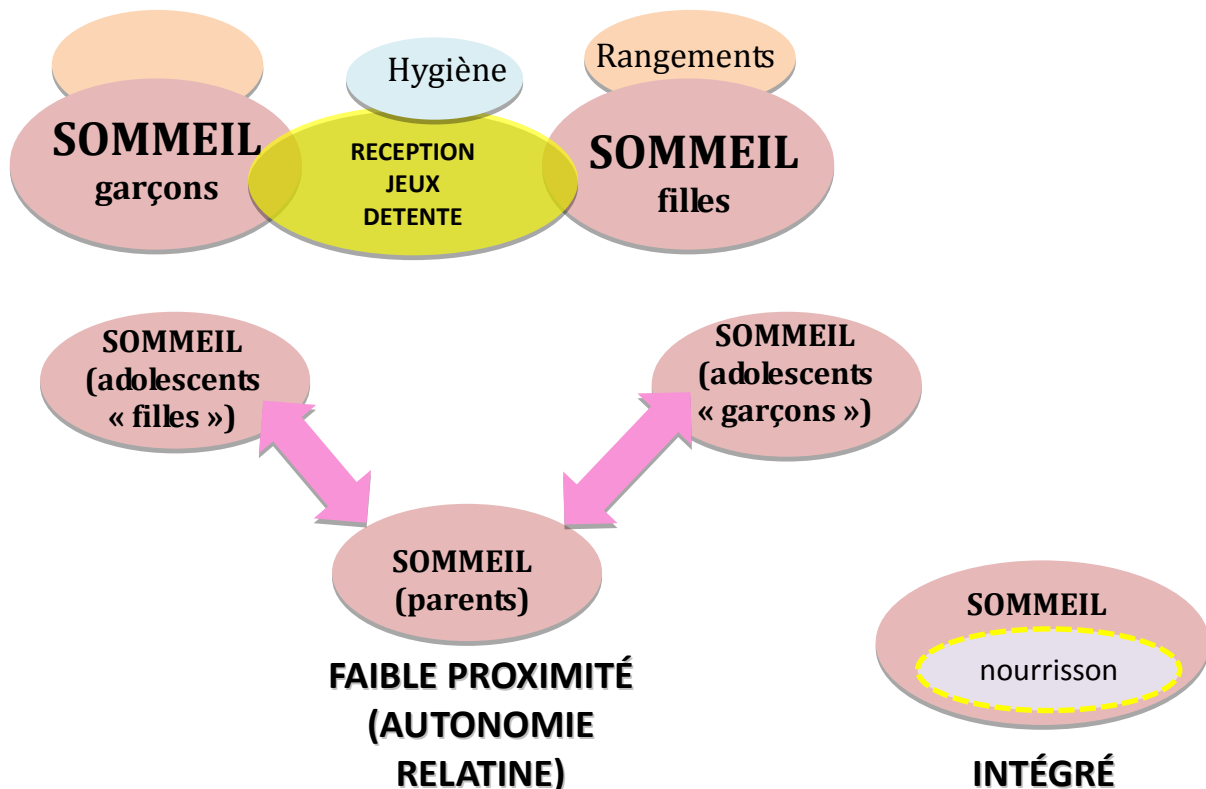 Hygiène
Rangements
SOMMEIL
garçons
RECEPTION
JEUX
DETENTE
SOMMEIL
filles
SOMMEIL
(adolescents
« filles »)
SOMMEIL
(adolescents
« garçons »)
SOMMEIL
(parents)
FAIBLE PROXIMITÉ
(AUTONOMIE
RELATINE)
SOMMEIL
nourrisson
INTÉGRÉ